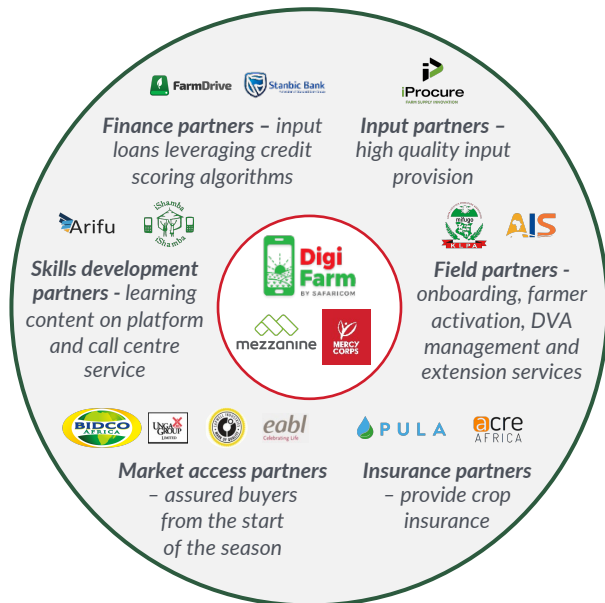 FarmDrive
Stanbic Bank
iProcure
FARM SUPPLY INNOVATION
Finance partners – input
loans leveraging credit
scoring algorithms
Input partners –
high quality input
provision
Arifu
iShamba
iShamba
mifugo
KLPA
AIS
Skills development
partners - learning
content on platform
and call centre
service
Digi
Farm
BY SAFARICOM
mezzanine
MERCY
CORPS
Field partners -
onboarding, farmer
activation, DVA
management and
extension services
BIDCO
AFRICA
UNGA
GROUP
LIMITED
eabl
Celebrating Life
PULA
acre
AFRICA
Market access partners
– assured buyers
from the start
of the season
Insurance partners
– provide crop
insurance